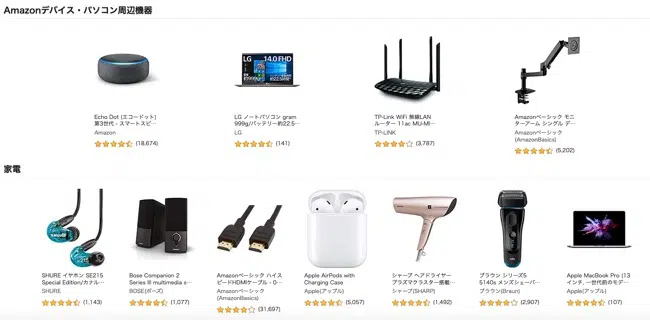 Amazonデバイス・パソコン周辺機器
LG
14.0 FHD
Echo Dot (エコードット)
第3世代 - スマートスピ…
Amazon
(18,674)
LG ノートパソコン gram
999g/バッテリー約22.5…
LG
(141)
TP-Link WiFi 無線LAN
ルーター 11ac MU-MI…
TP-LINK
(3,787)
Amazonベーシック モニ
ターアーム シングル デ…
Amazonベーシック
(AmazonBasics)
(5,202)
家電
SHURE イヤホン SE215
Special Edition/カナル…
SHURE
(1,143)
Bose Companion 2
Series III multimedia s…
BOSE(ボーズ)
(1,077)
Amazonベーシック ハイス
ピードHDMIケーブル - 0…
Amazonベーシック
(AmazonBasics)
(31,697)
Apple AirPods with
Charging Case
Apple(アップル)
(5,057)
シャープ ヘアドライヤー
プラズマクラスター搭載…
シャープ(SHARP)
(1,492)
ブラウン シリーズ5
5140s メンズシェーバ…
ブラウン(Braun)
(2,907)
Apple MacBook Pro (13
インチ, 一世代前のモデ…
Apple(アップル)
(107)